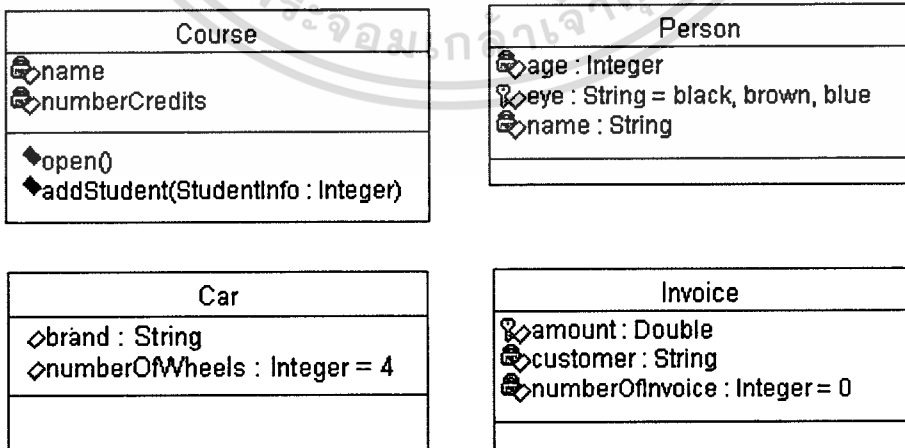 Course
name
numberCredits
open()
addStudent(StudentInfo : Integer)
Person
age : Integer
eye : String = black, brown, blue
name : String
Car
brand : String
numberOfWheels : Integer = 4
Invoice
amount : Double
customer : String
numberOfInvoice : Integer = 0